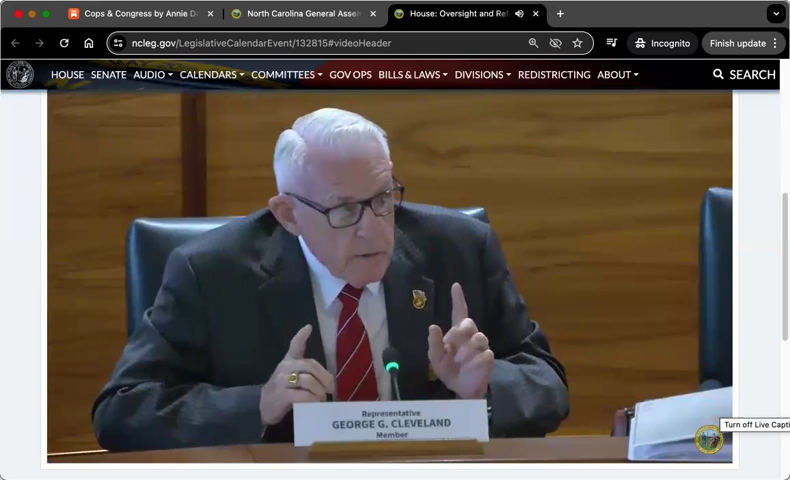 Cops & Congress by Annie D
North Carolina General Asse
House: Oversight and Ref
ncleg.gov/LegislativeCalendarEvent/132815#videoHeader
Incognito
Finish update
HOUSE SENATE AUDIO CALENDARS COMMITTEES GOV OPS BILLS & LAWS DIVISIONS REDISTRICTING ABOUT SEARCH
Representative
GEORGE G. CLEVELAND
Member
Turn off Live Capti